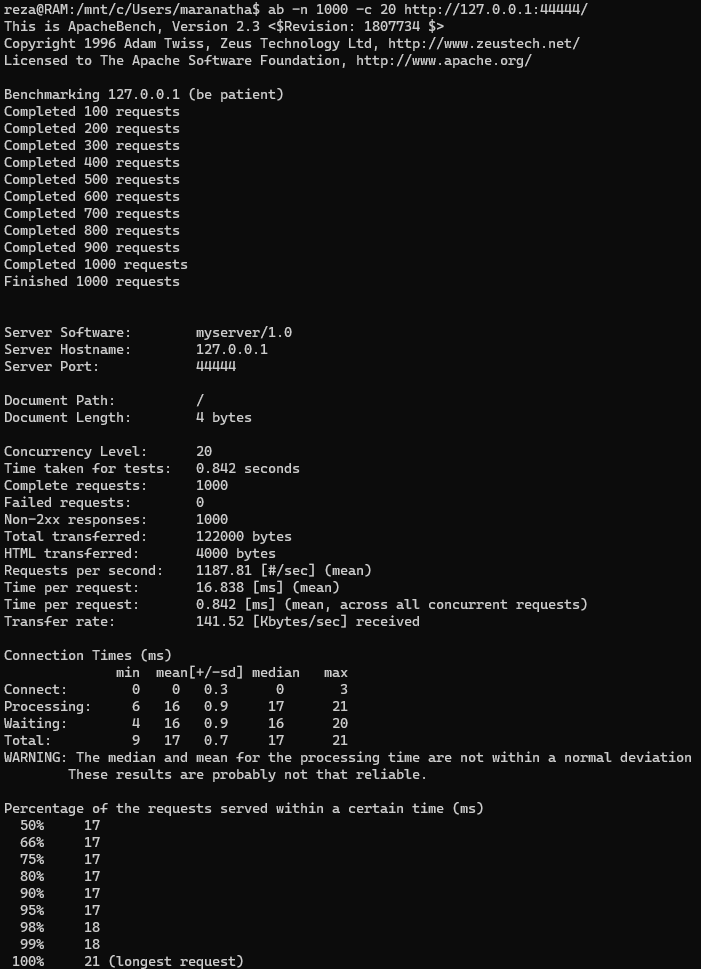 reza@RAM:/mnt/c/Users/maranatha$ ab -n 1000 -c 20 http://127.0.0.1:44444/
This is ApacheBench, Version 2.3 <$Revision: 1807734 $>
Copyright 1996 Adam Twiss, Zeus Technology Ltd, http://www.zeustech.net/
Licensed to The Apache Software Foundation, http://www.apache.org/

Benchmarking 127.0.0.1 (be patient)
Completed 100 requests
Completed 200 requests
Completed 300 requests
Completed 400 requests
Completed 500 requests
Completed 600 requests
Completed 700 requests
Completed 800 requests
Completed 900 requests
Completed 1000 requests
Finished 1000 requests


Server Software:        myserver/1.0
Server Hostname:        127.0.0.1
Server Port:            44444

Document Path:          /
Document Length:        4 bytes

Concurrency Level:      20
Time taken for tests:   0.842 seconds
Complete requests:      1000
Failed requests:        0
Non-2xx responses:      1000
Total transferred:      122000 bytes
HTML transferred:       4000 bytes
Requests per second:    1187.81 [#/sec] (mean)
Time per request:       16.838 [ms] (mean)
Time per request:       0.842 [ms] (mean, across all concurrent requests)
Transfer rate:          141.52 [Kbytes/sec] received

Connection Times (ms)
              min  mean[+/-sd] median   max
Connect:        0    0   0.3      0       3
Processing:     6   16   0.9     17      21
Waiting:        4   16   0.9     16      20
Total:          9   17   0.7     17      21
WARNING: The median and mean for the processing time are not within a normal deviation
        These results are probably not that reliable.

Percentage of the requests served within a certain time (ms)
  50%     17
  66%     17
  75%     17
  80%     17
  90%     17
  95%     17
  98%     18
  99%     18
 100%     21 (longest request)